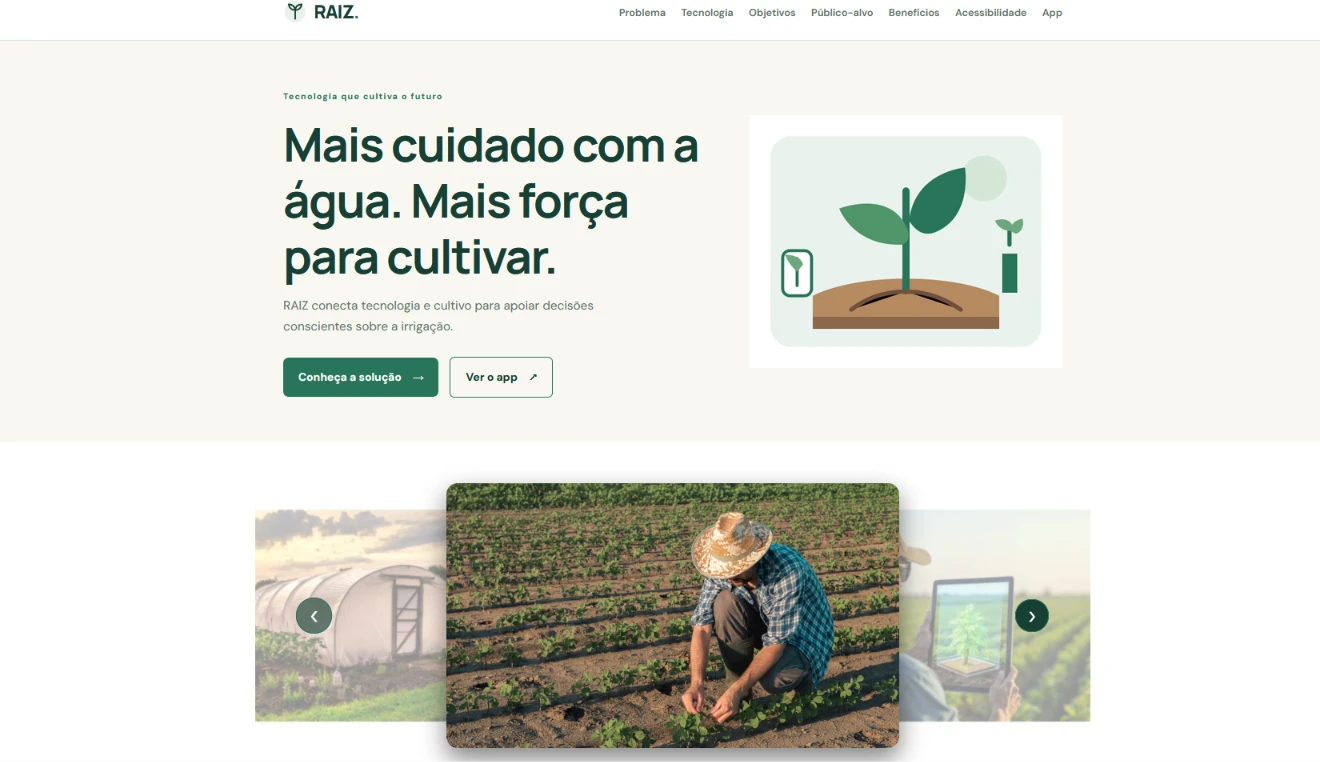 RAIZ.
Problema Tecnologia Objetivos Público-alvo Benefícios Acessibilidade App
Tecnologia que cultiva o futuro
Mais cuidado com a
água. Mais força
para cultivar.
RAIZ conecta tecnologia e cultivo para apoiar decisões
conscientes sobre a irrigação.
Conheça a solução →
Ver o app ↗